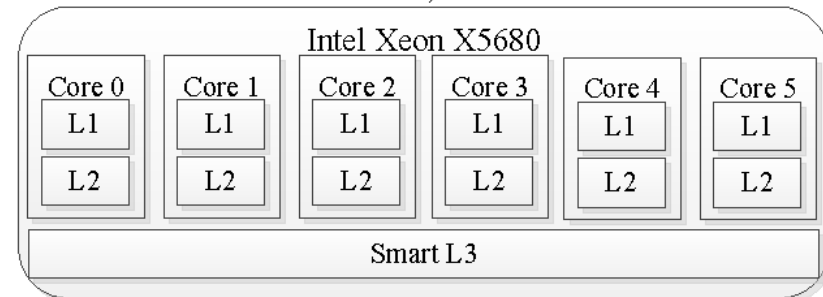 Intel Xeon X5680
Core 0 Core 1 Core 2 Core 3 Core 4 Core 5
L1 L1 L1 L1 L1 L1
L2 L2 L2 L2 L2 L2
Smart L3